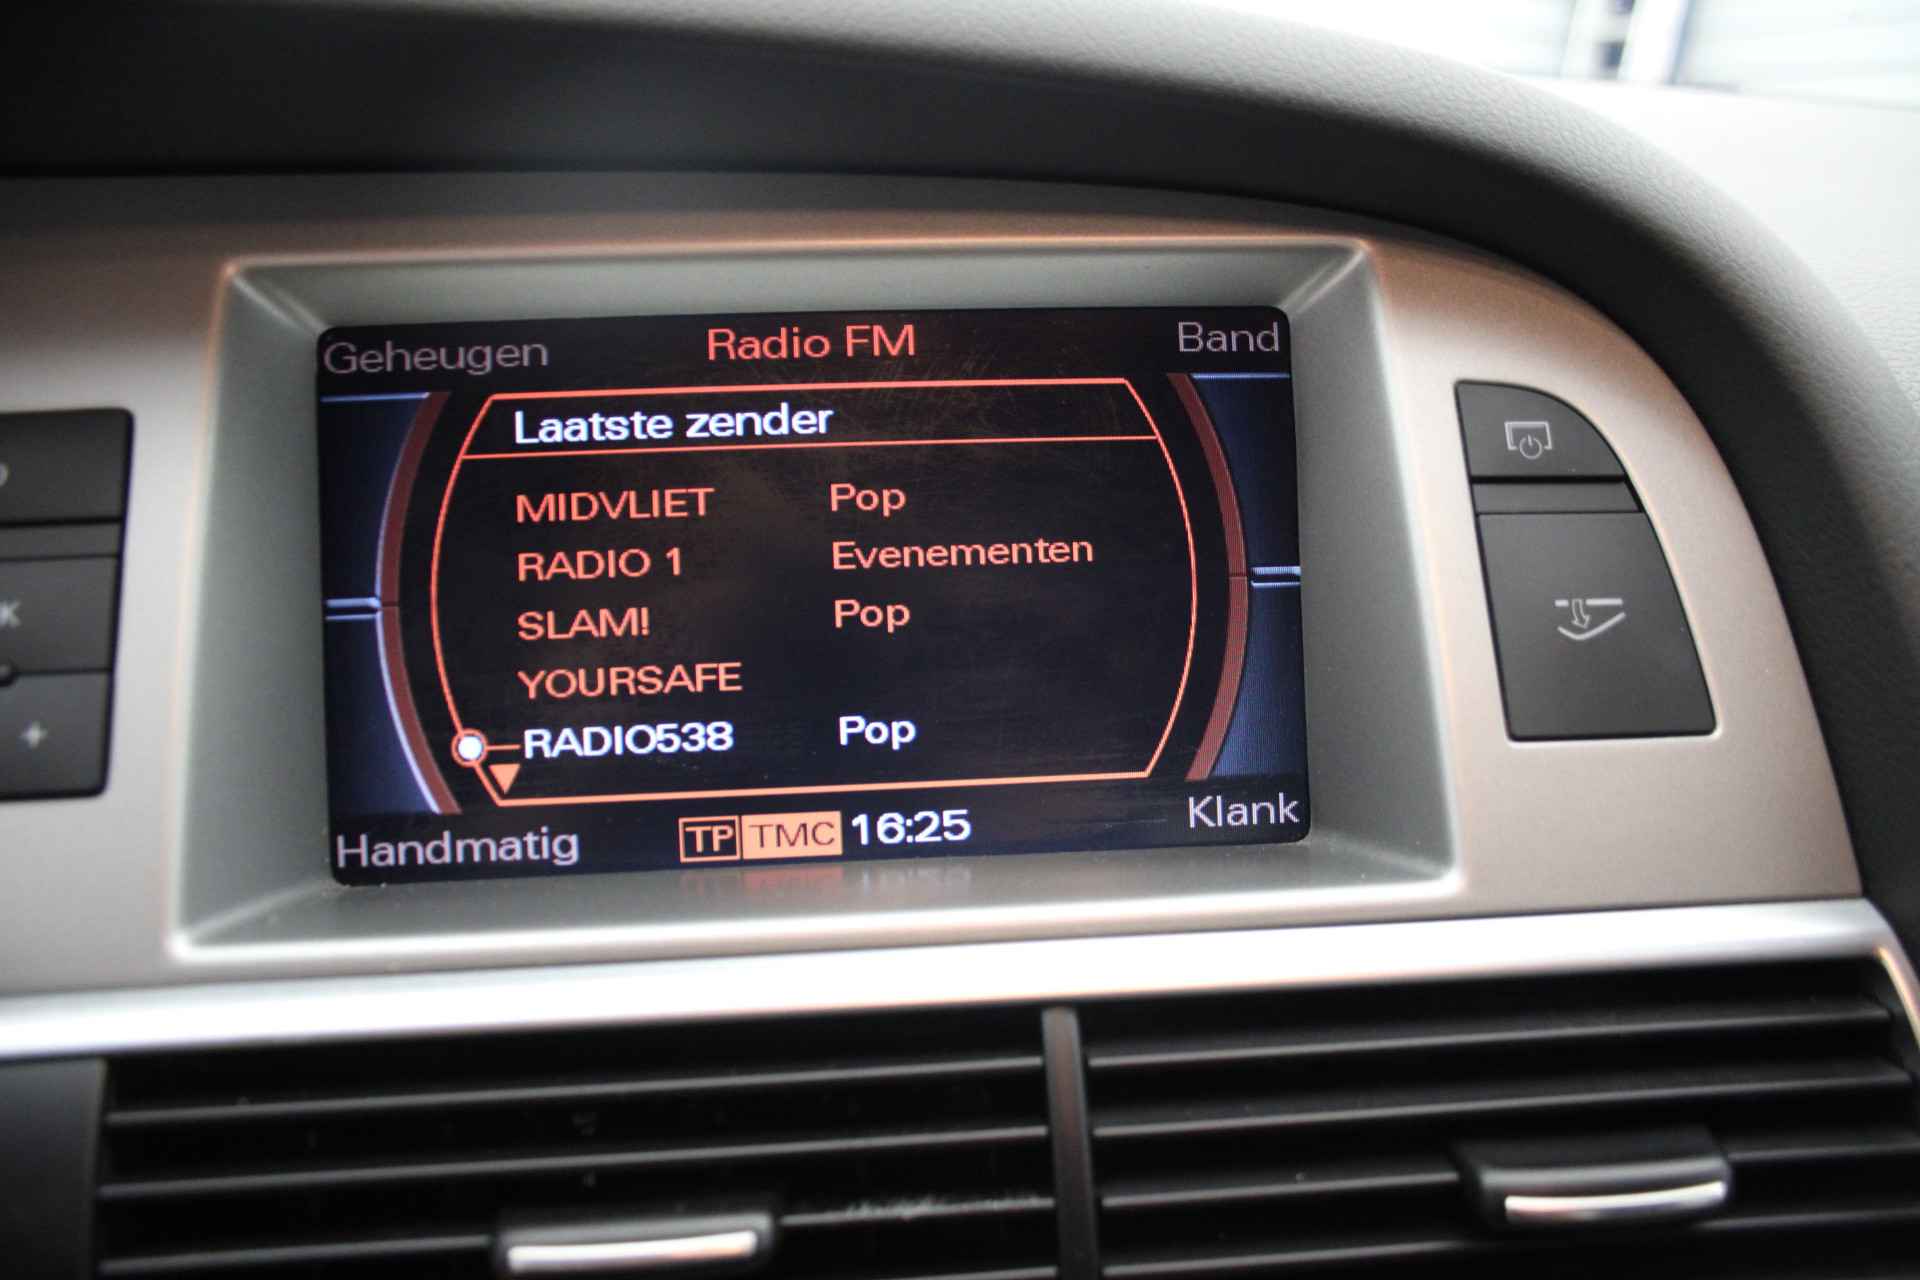 Geheugen Radio FM Band
Laatste zender
MIDVLIET Pop
RADIO 1 Evenementen
SLAM! Pop
YOURSAFE
RADIO538 Pop
Handmatig TP TMC 16:25 Klank
+